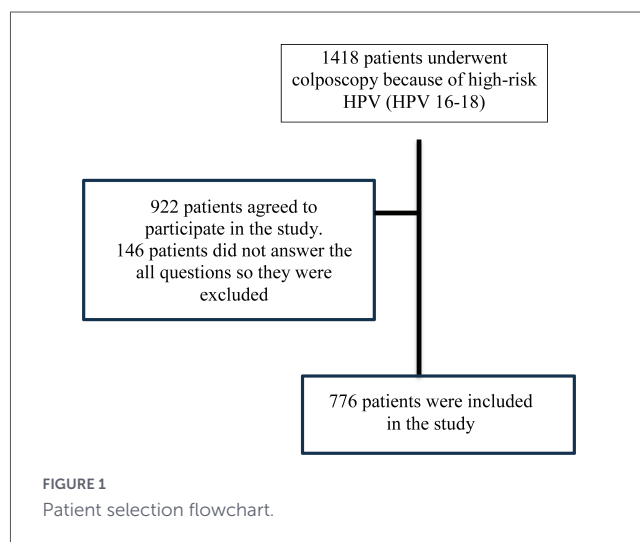 1418 patients underwent
colposcopy because of high-risk
HPV (HPV 16-18)
922 patients agreed to
participate in the study.
146 patients did not answer the
all questions so they were
excluded
776 patients were included
in the study
FIGURE 1
Patient selection flowchart.